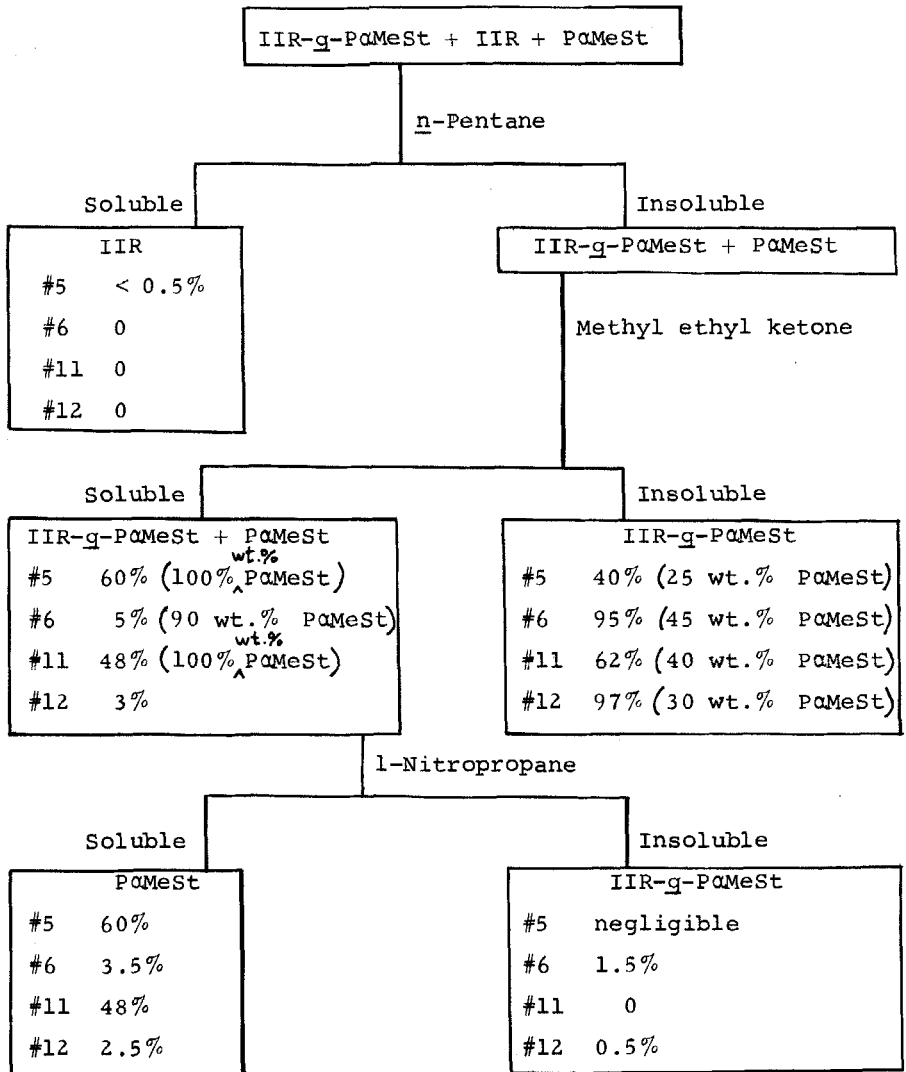 IIR-g-PαMeSt + IIR + PαMeSt
n-Pentane
Soluble
Insoluble
IIR
#5 < 0.5%
#6 0
#11 0
#12 0
IIR-g-PαMeSt + PαMeSt
Methyl ethyl ketone
Soluble
Insoluble
IIR-g-PαMeSt + PαMeSt
wt.%
#5 60% (100% ^ PαMeSt)
#6 5% (90 wt.% PαMeSt)
wt.%
#11 48% (100% ^ PαMeSt)
#12 3%
IIR-g-PαMeSt
#5 40% (25 wt.% PαMeSt)
#6 95% (45 wt.% PαMeSt)
#11 62% (40 wt.% PαMeSt)
#12 97% (30 wt.% PαMeSt)
1-Nitropropane
Soluble
Insoluble
PαMeSt
#5 60%
#6 3.5%
#11 48%
#12 2.5%
IIR-g-PαMeSt
#5 negligible
#6 1.5%
#11 0
#12 0.5%